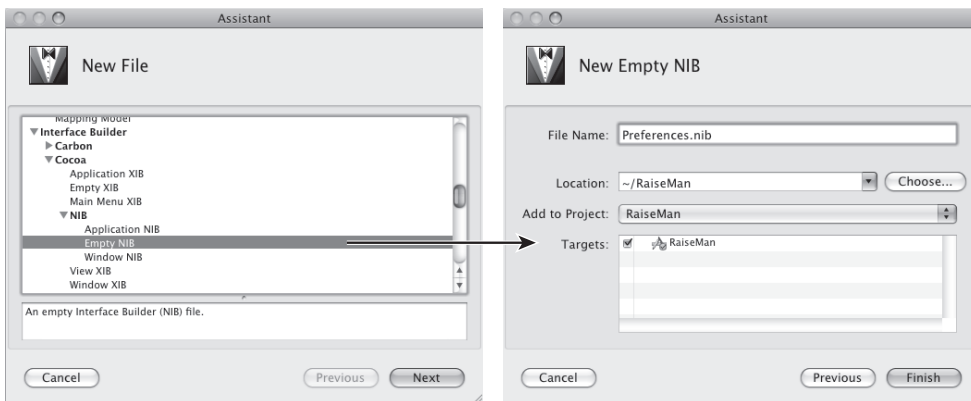 Assistant
New File
Mapping Model
Interface Builder
Carbon
Cocoa
Application XIB
Empty XIB
Main Menu XIB
NIB
Application NIB
Empty NIB
Window NIB
View XIB
Window XIB
An empty Interface Builder (NIB) file.
Cancel
Previous
Next
Assistant
New Empty NIB
File Name: Preferences.nib
Location: ~/RaiseMan
Choose...
Add to Project: RaiseMan
Targets: RaiseMan
Cancel
Previous
Finish